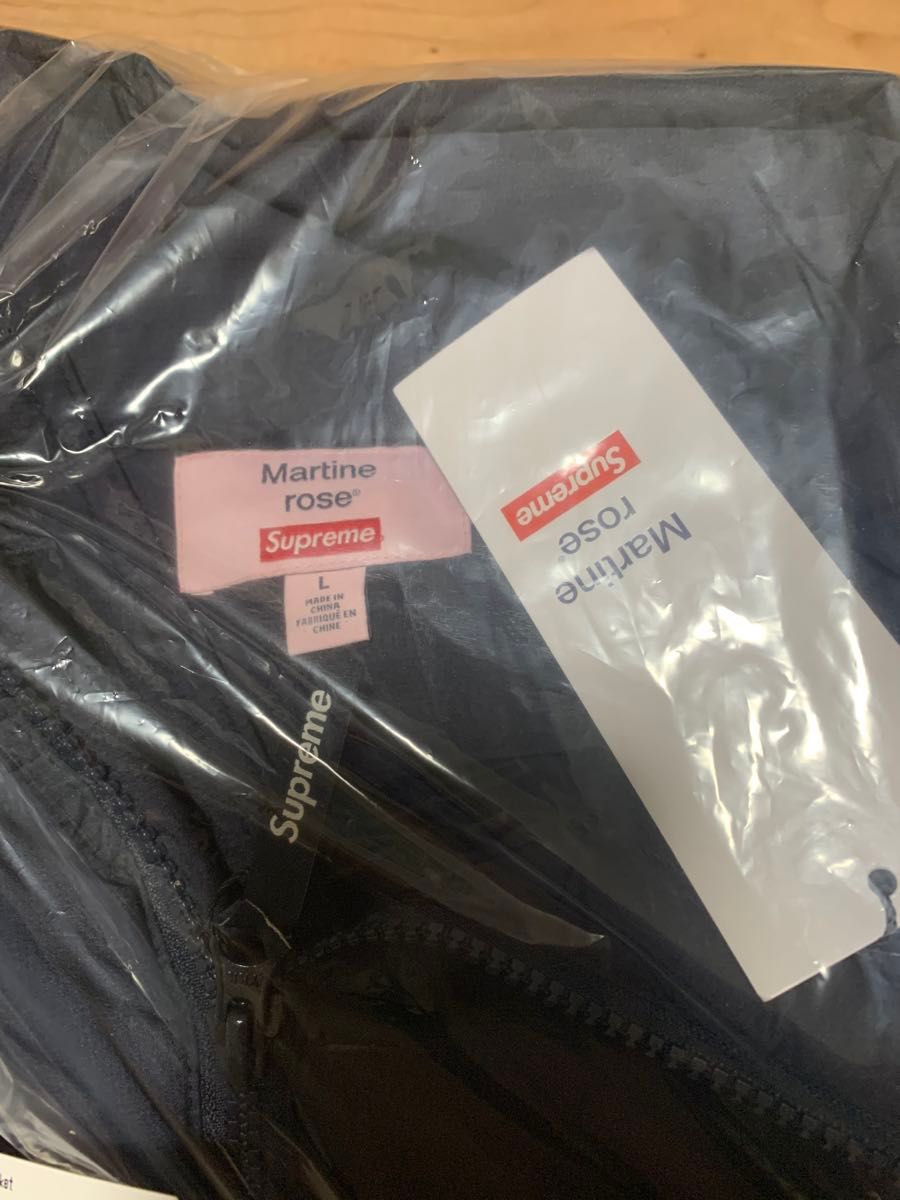 Martine
rose®
Supreme
L
MADE IN
CHINA
FABRIQUÉ EN
CHINE
Supreme
Supreme
Martine
rose®